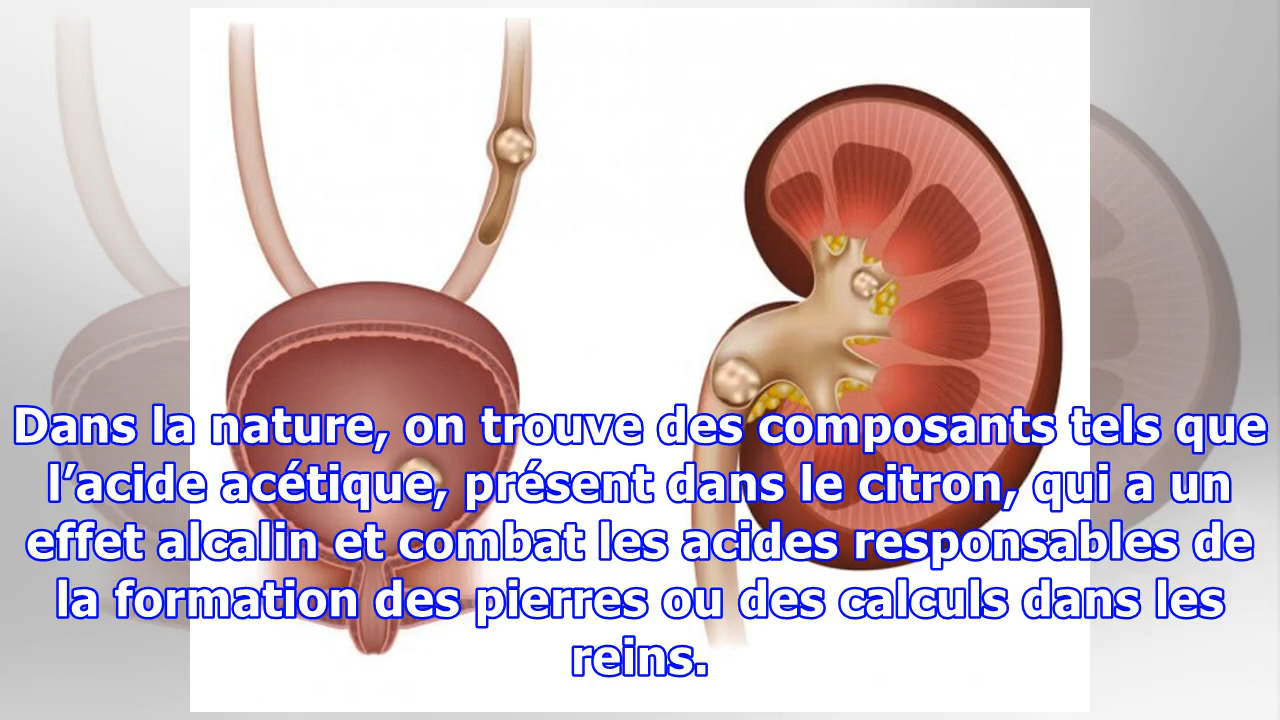 Dans la nature, on trouve des composants tels que
l’acide acétique, présent dans le citron, qui a un
effet alcalin et combat les acides responsables de
la formation des pierres ou des calculs dans les
reins.